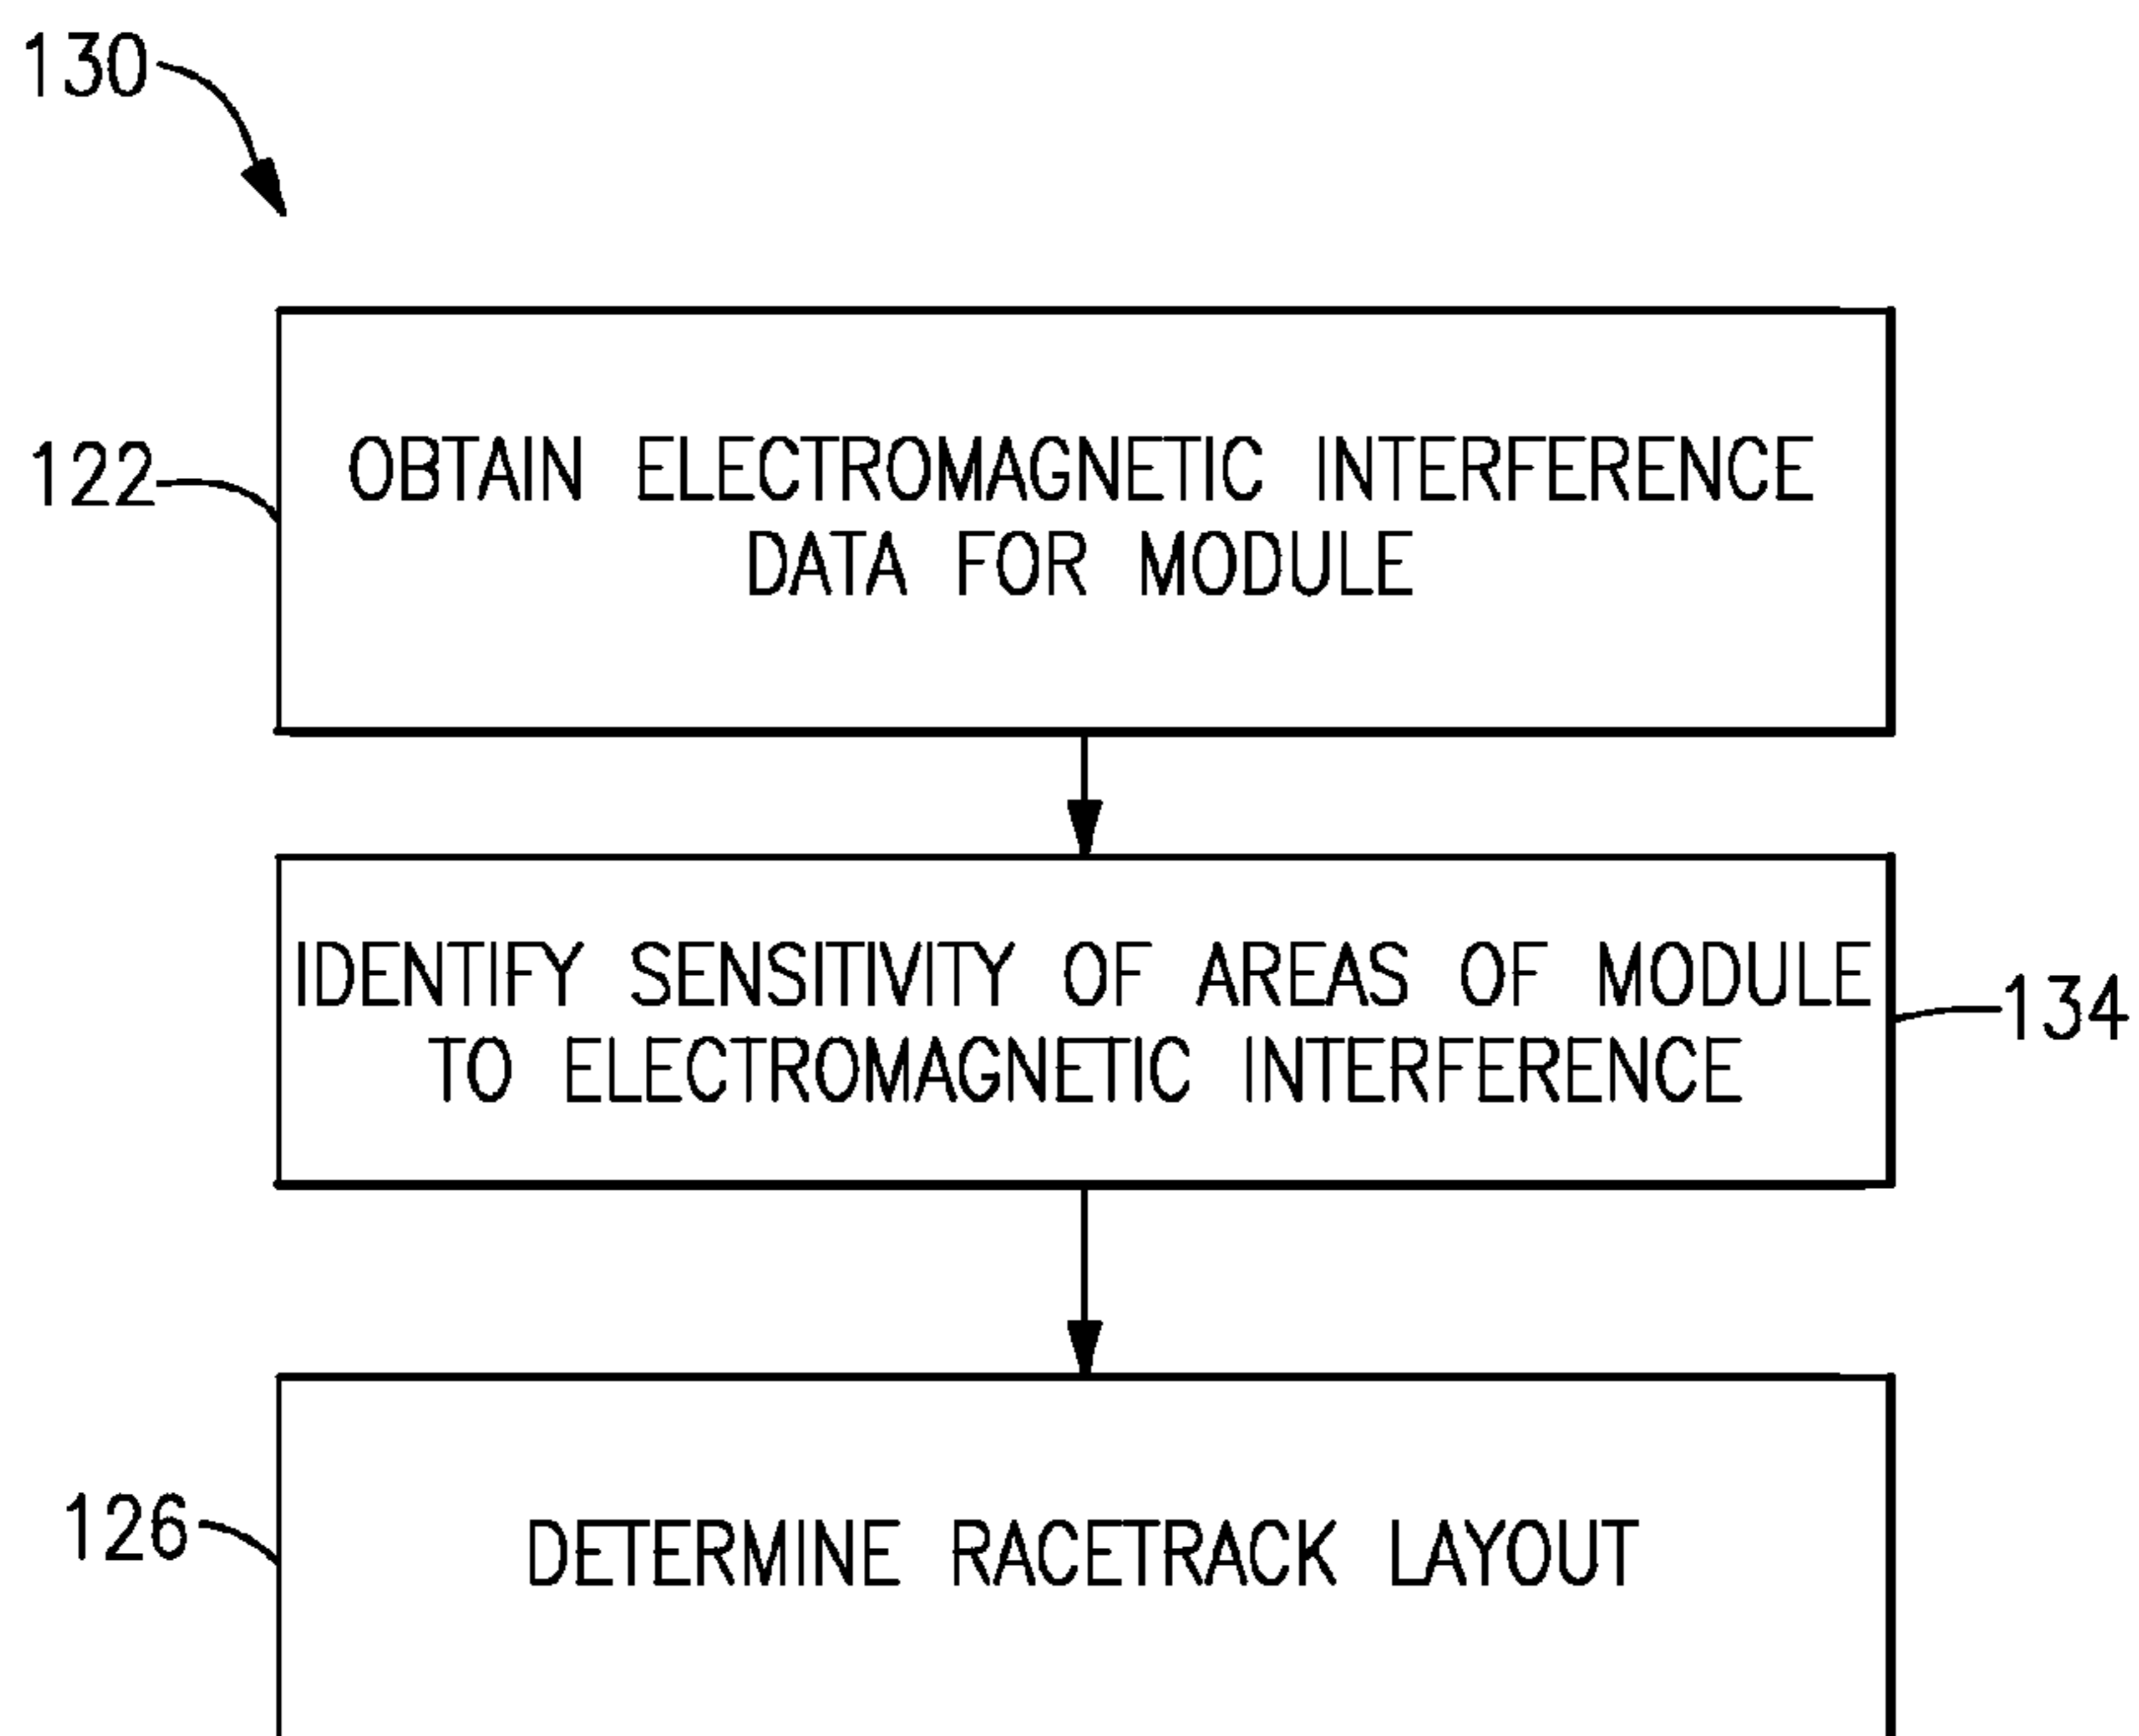 130
122
OBTAIN ELECTROMAGNETIC INTERFERENCE
DATA FOR MODULE
IDENTIFY SENSITIVITY OF AREAS OF MODULE
TO ELECTROMAGNETIC INTERFERENCE
134
126
DETERMINE RACETRACK LAYOUT